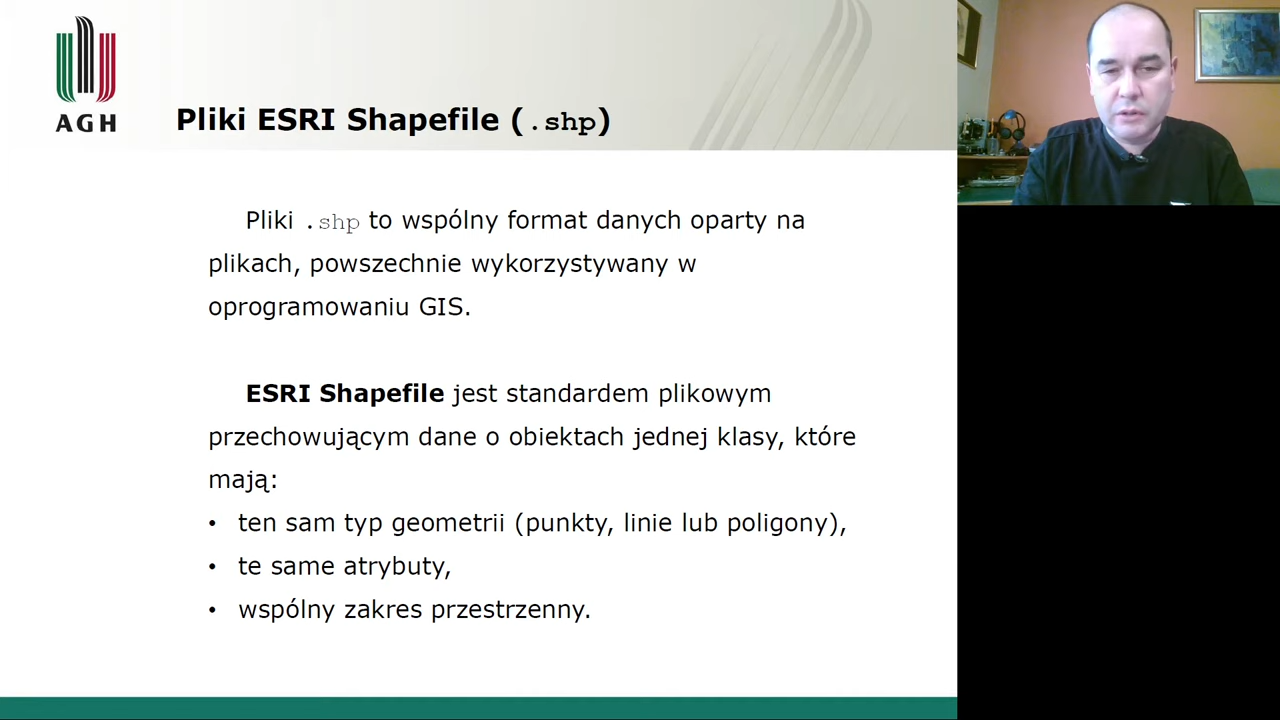 AGH
Pliki ESRI Shapefile (.shp)
Pliki .shp to wspólny format danych oparty na
plikach, powszechnie wykorzystywany w
oprogramowaniu GIS.
ESRI Shapefile jest standardem plikowym
przechowującym dane o obiektach jednej klasy, które
mają:
• ten sam typ geometrii (punkty, linie lub poligony),
• te same atrybuty,
• wspólny zakres przestrzenny.